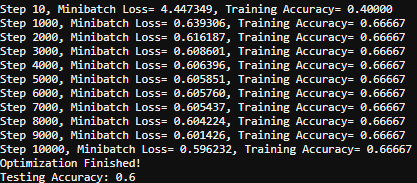 Step 10, Minibatch Loss= 4.447349, Training Accuracy= 0.40000
Step 1000, Minibatch Loss= 0.639306, Training Accuracy= 0.66667
Step 2000, Minibatch Loss= 0.616187, Training Accuracy= 0.66667
Step 3000, Minibatch Loss= 0.608601, Training Accuracy= 0.66667
Step 4000, Minibatch Loss= 0.606396, Training Accuracy= 0.66667
Step 5000, Minibatch Loss= 0.605851, Training Accuracy= 0.66667
Step 6000, Minibatch Loss= 0.605760, Training Accuracy= 0.66667
Step 7000, Minibatch Loss= 0.605437, Training Accuracy= 0.66667
Step 8000, Minibatch Loss= 0.604224, Training Accuracy= 0.66667
Step 9000, Minibatch Loss= 0.601426, Training Accuracy= 0.66667
Step 10000, Minibatch Loss= 0.596232, Training Accuracy= 0.66667
Optimization Finished!
Testing Accuracy: 0.6